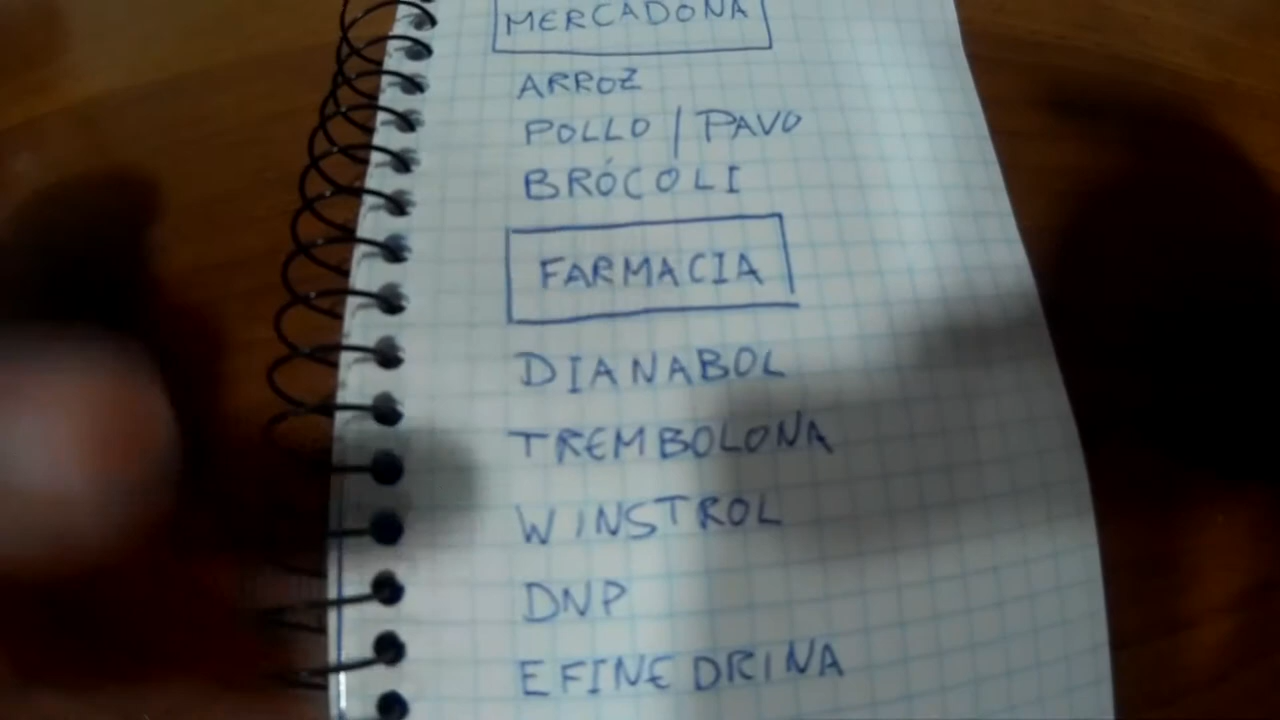 MERCADONA
ARROZ
POLLO | PAVO
BRÓCOLI
FARMACIA
DIANABOL
TREMBOLONA
WINSTROL
DNP
EFINEDRINA